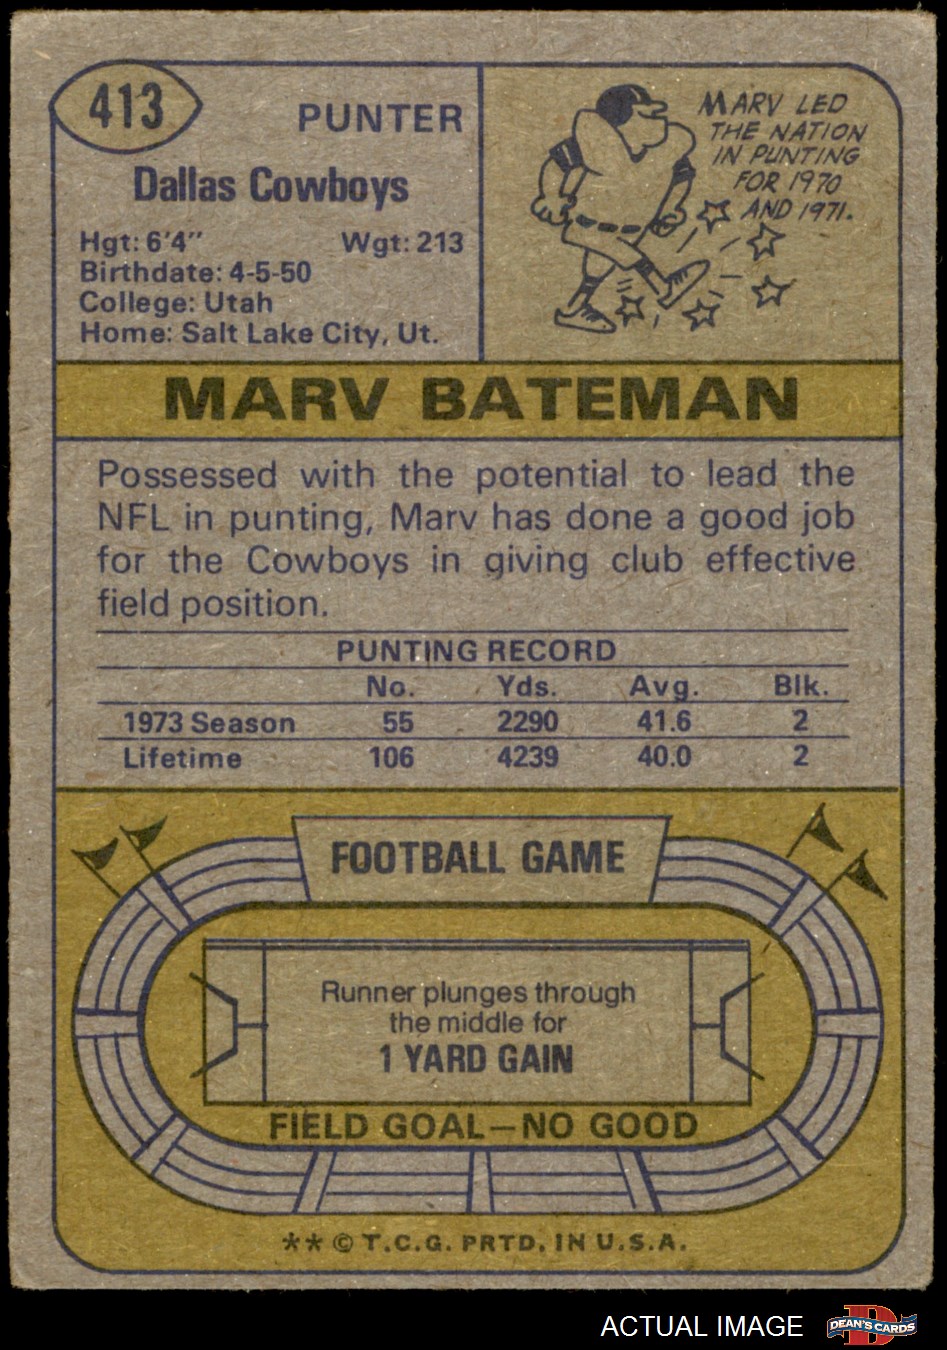 413
PUNTER
Dallas Cowboys
Hgt: 6'4" Wgt: 213
Birthdate: 4-5-50
College: Utah
Home: Salt Lake City, Ut.
MARV LED
THE NATION
IN PUNTING
FOR 1970
AND 1971.
MARV BATEMAN
Possessed with the potential to lead the
NFL in punting, Marv has done a good job
for the Cowboys in giving club effective
field position.
PUNTING RECORD
No. Yds. Avg. Blk.
1973 Season 55 2290 41.6 2
Lifetime 106 4239 40.0 2
FOOTBALL GAME
Runner plunges through
the middle for
1 YARD GAIN
FIELD GOAL—NO GOOD
** © T.C.G. PRTD. IN U.S.A.
ACTUAL IMAGE
DEAN'S CARDS